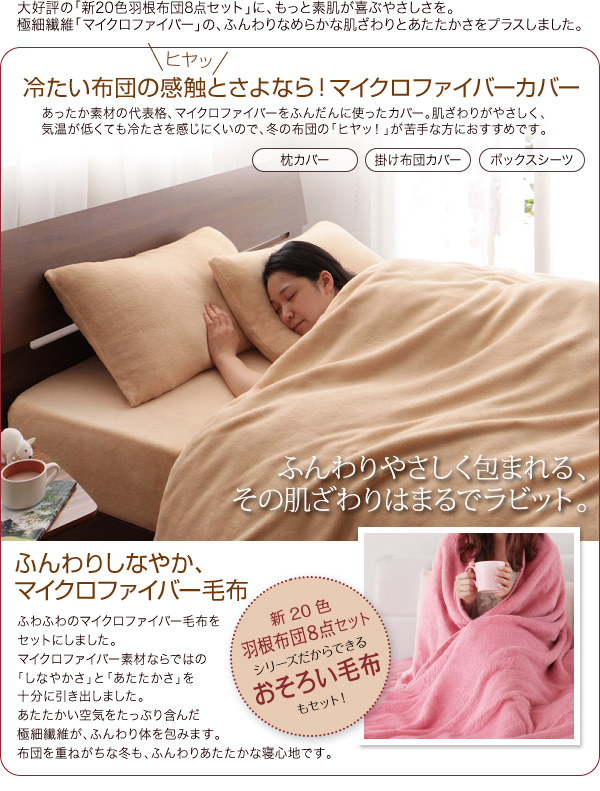 大好評の「新20色羽根布団8点セット」に、もっと素肌が喜ぶやさしさを。
極細繊維「マイクロファイバー」の、ふんわりなめらかな肌ざわりとあたたかさをプラスしました。
ヒヤッ
冷たい布団の感触とさよなら！マイクロファイバーカバー
あったか素材の代表格、マイクロファイバーをふんだんに使ったカバー。肌ざわりがやさしく、
気温が低くても冷たさを感じにくいので、冬の布団の「ヒヤッ！」が苦手な方におすすめです。
枕カバー
掛け布団カバー
ボックスシーツ
ふんわりやさしく包まれる、
その肌ざわりはまるでラビット。
ふんわりしなやか、
マイクロファイバー毛布
ふわふわのマイクロファイバー毛布を
セットにしました。
マイクロファイバー素材ならではの
「しなやかさ」と「あたたかさ」を
十分に引き出しました。
あたたかい空気をたっぷり含んだ
極細繊維が、ふんわり体を包みます。
布団を重ねがちな冬も、ふんわりあたたかな寝心地です。
新20色
羽根布団8点セット
シリーズだからできる
おそろい毛布
もセット！